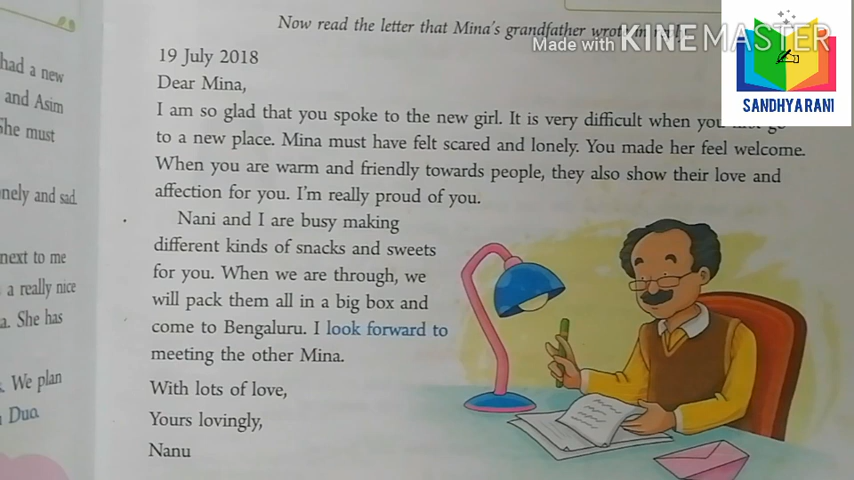 Now read the letter that Mina's grandfather wrote in
Made with KINEMASTER
SANDHYA RANI
19 July 2018
Dear Mina,
I am so glad that you spoke to the new girl. It is very difficult when you go
to a new place. Mina must have felt scared and lonely. You made her feel welcome.
When you are warm and friendly towards people, they also show their love and
affection for you. I'm really proud of you.
Nani and I are busy making
different kinds of snacks and sweets
for you. When we are through, we
will pack them all in a big box and
come to Bengaluru. I look forward to
meeting the other Mina.
With lots of love,
Yours lovingly,
Nanu
had a new
and Asim
She must
nely and sad.
next to me
a really nice
a. She has
. We plan
Duo.